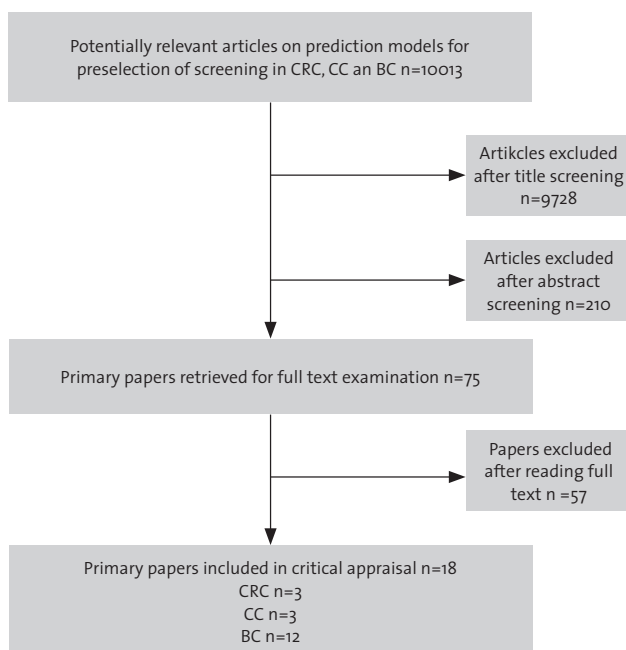 Potentially relevant articles on prediction models for
preselection of screening in CRC, CC an BC n=10013
Artikcles excluded
after title screening
n=9728
Articles excluded
after abstract
screening n=210
Primary papers retrieved for full text examination n=75
Papers excluded
after reading full
text n =57
Primary papers included in critical appraisal n=18
CRC n=3
CC n=3
BC n=12